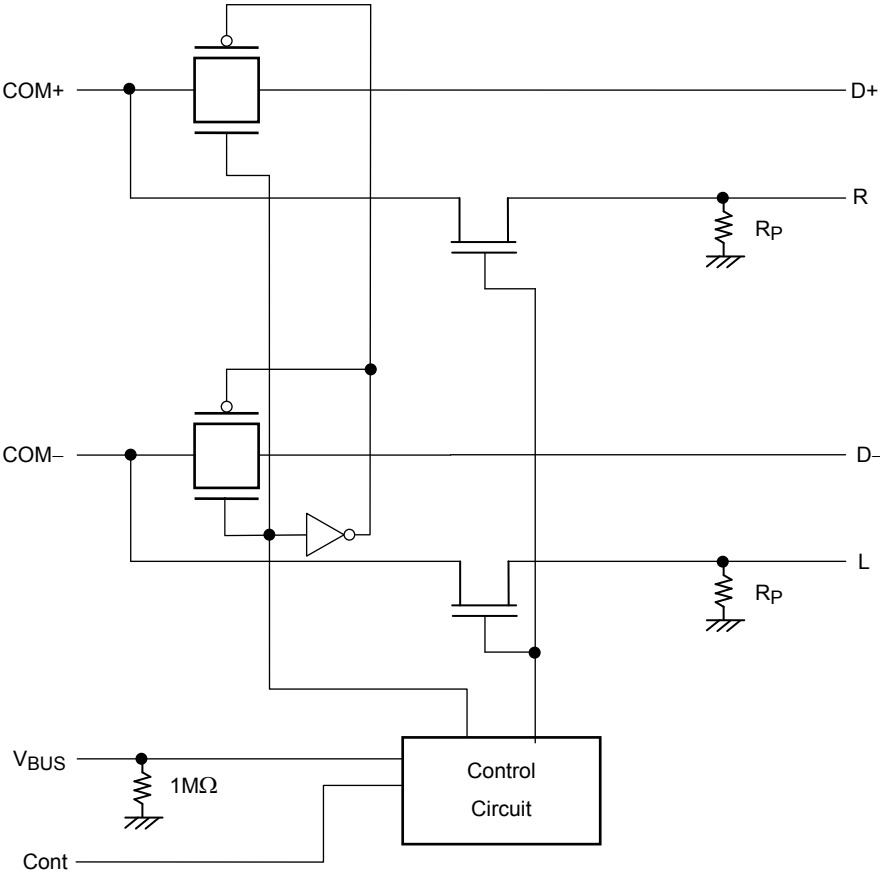 COM+
D+
R
RP
COM−
D−
L
RP
VBUS
1MΩ
Control
Circuit
Cont